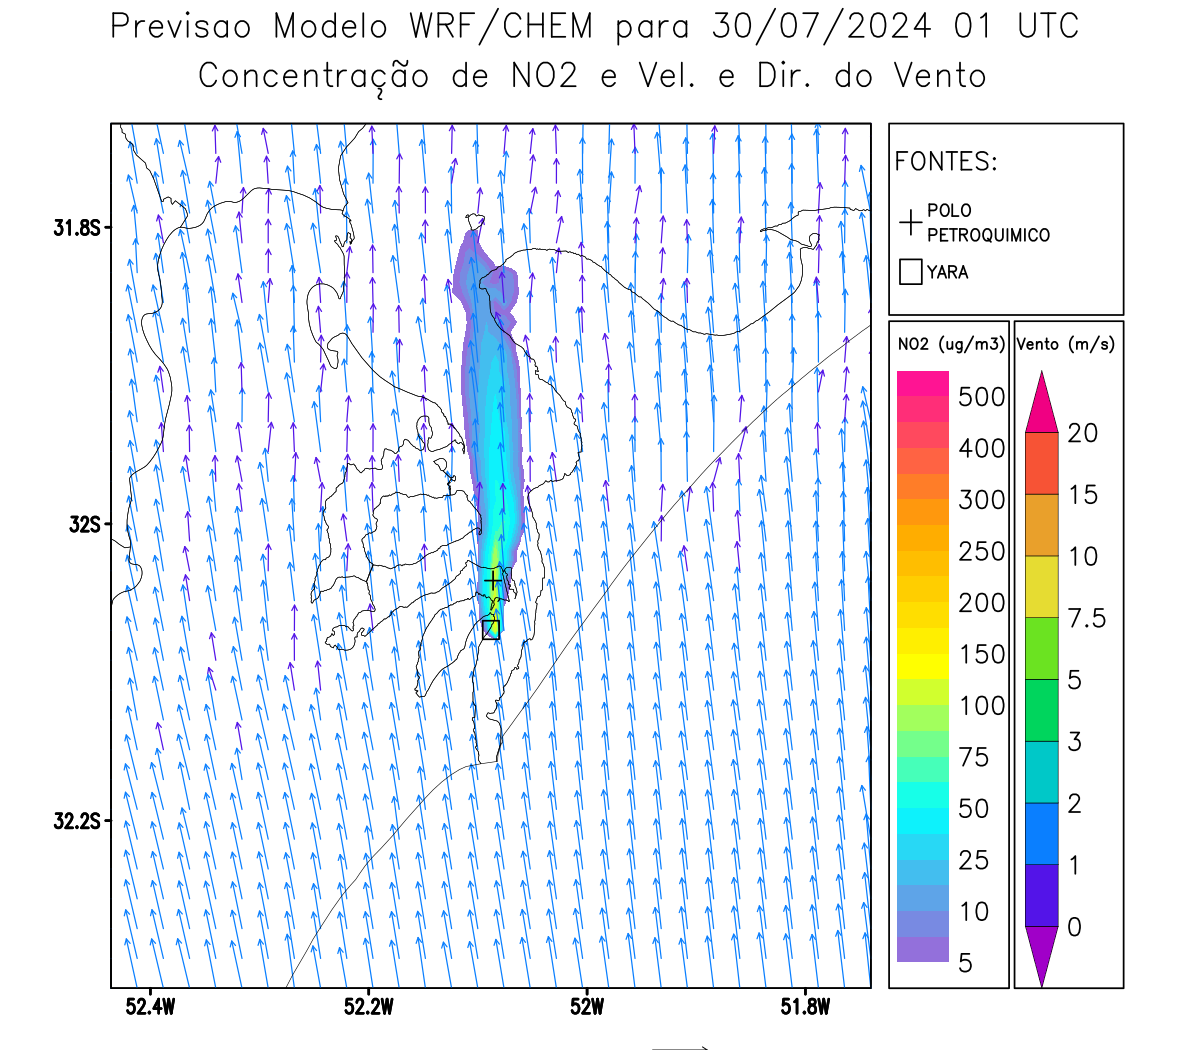 Previsao Modelo WRF/CHEM para 30/07/2024 01 UTC
Concentração de NO2 e Vel. e Dir. do Vento
FONTES:
POLO
PETROQUIMICO
YARA
NO2 (ug/m3)
500
400
300
250
200
150
100
75
50
25
10
5
Vento (m/s)
20
15
10
7.5
5
3
2
1
0
31.8S
32S
32.2S
52.4W
52.2W
52W
51.8W